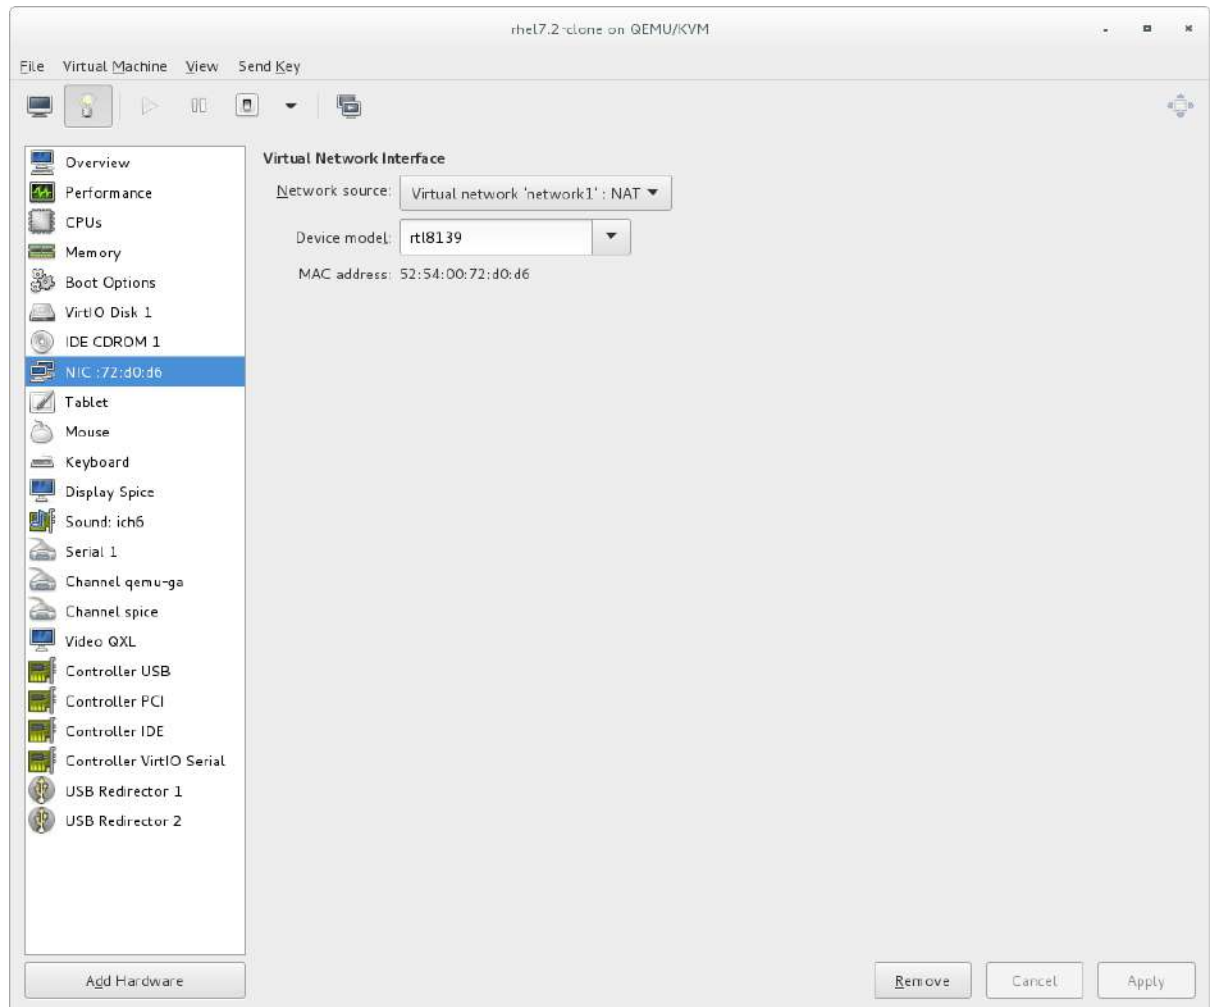 rhel7.2-clone on QEMU/KVM
File Virtual Machine View Send Key
Overview
Performance
CPUs
Memory
Boot Options
VirtIO Disk 1
IDE CDROM 1
NIC :72:d0:d6
Tablet
Mouse
Keyboard
Display Spice
Sound: ich6
Serial 1
Channel qemu-ga
Channel spice
Video QXL
Controller USB
Controller PCI
Controller IDE
Controller VirtIO Serial
USB Redirector 1
USB Redirector 2
Add Hardware
Virtual Network Interface
Network source: Virtual network 'network1' : NAT
Device model: rtl8139
MAC address: 52:54:00:72:d0:d6
Remove Cancel Apply